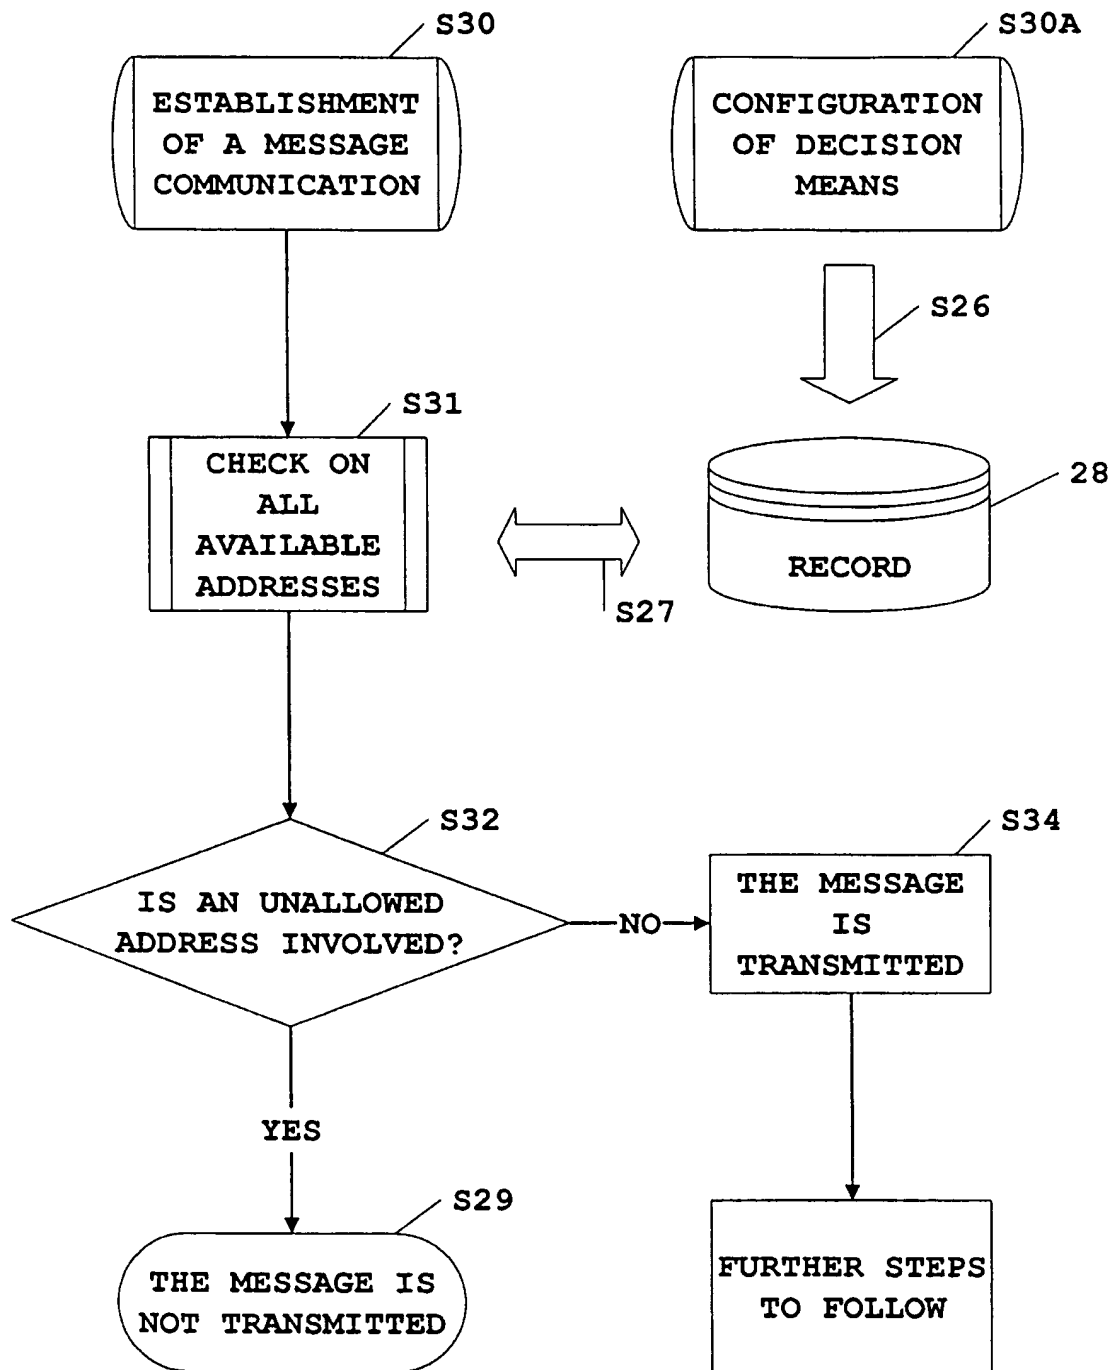 S30
ESTABLISHMENT
OF A MESSAGE
COMMUNICATION
S30A
CONFIGURATION
OF DECISION
MEANS
S26
S31
CHECK ON
ALL
AVAILABLE
ADDRESSES
S27
28
RECORD
S32
IS AN UNALLOWED
ADDRESS INVOLVED?
NO
S34
THE MESSAGE
IS
TRANSMITTED
YES
S29
THE MESSAGE IS
NOT TRANSMITTED
FURTHER STEPS
TO FOLLOW